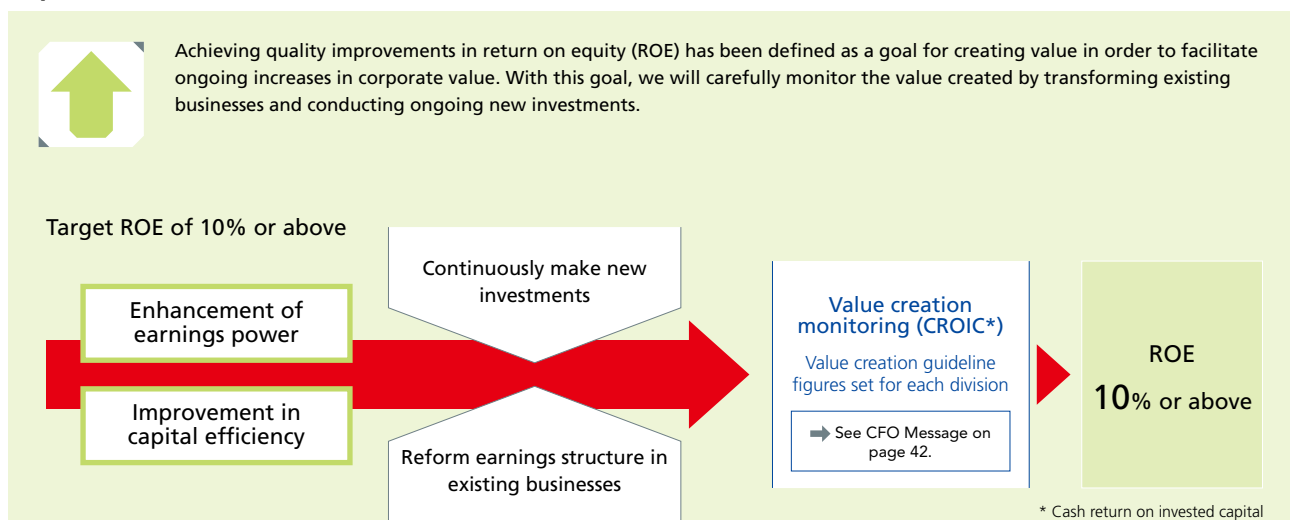 Achieving quality improvements in return on equity (ROE) has been defined as a goal for creating value in order to facilitate
ongoing increases in corporate value. With this goal, we will carefully monitor the value created by transforming existing
businesses and conducting ongoing new investments.
Target ROE of 10% or above
Enhancement of
earnings power
Improvement in
capital efficiency
Continuously make new
investments
Reform earnings structure in
existing businesses
Value creation
monitoring (CROIC*)
Value creation guideline
figures set for each division
See CFO Message on
page 42.
ROE
10% or above
* Cash return on invested capital